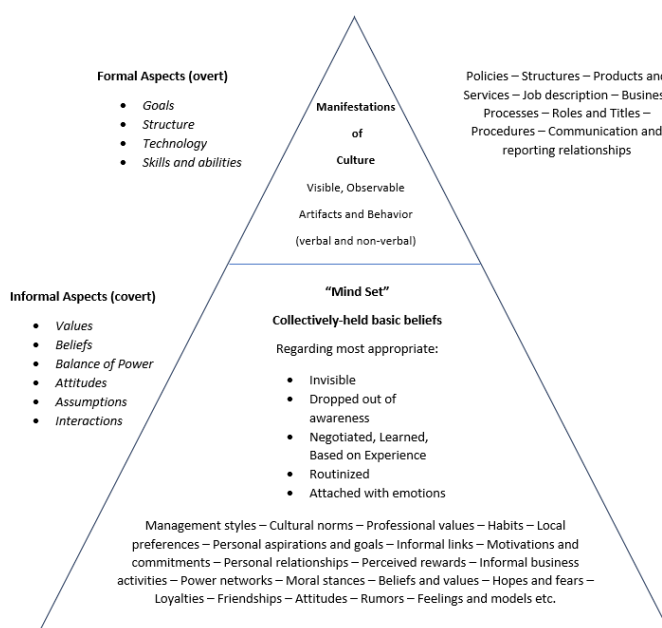 Formal Aspects (overt)
• Goals
• Structure
• Technology
• Skills and abilities
Manifestations
of
Culture
Visible, Observable
Artifacts and Behavior
(verbal and non-verbal)
Policies – Structures – Products and
Services – Job description – Busines
Processes – Roles and Titles –
Procedures – Communication and
reporting relationships
Informal Aspects (covert)
• Values
• Beliefs
• Balance of Power
• Attitudes
• Assumptions
• Interactions
“Mind Set”
Collectively-held basic beliefs
Regarding most appropriate:
• Invisible
• Dropped out of
awareness
• Negotiated, Learned,
Based on Experience
• Routinized
• Attached with emotions
Management styles – Cultural norms – Professional values – Habits – Local
preferences – Personal aspirations and goals – Informal links – Motivations and
commitments – Personal relationships – Perceived rewards – Informal business
activities – Power networks – Moral stances – Beliefs and values – Hopes and fears –
Loyalties – Friendships – Attitudes – Rumors – Feelings and models etc.